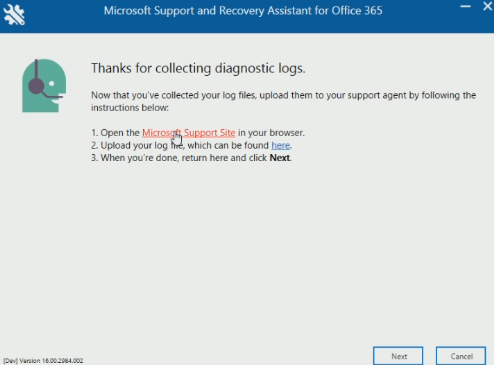 Microsoft Support and Recovery Assistant for Office 365
Thanks for collecting diagnostic logs.
Now that you've collected your log files, upload them to your support agent by following the
instructions below:
1. Open the Microsoft Support Site in your browser.
2. Upload your log file, which can be found here.
3. When you're done, return here and click Next.
[Dev] Version 16.00.2984.002
Next
Cancel